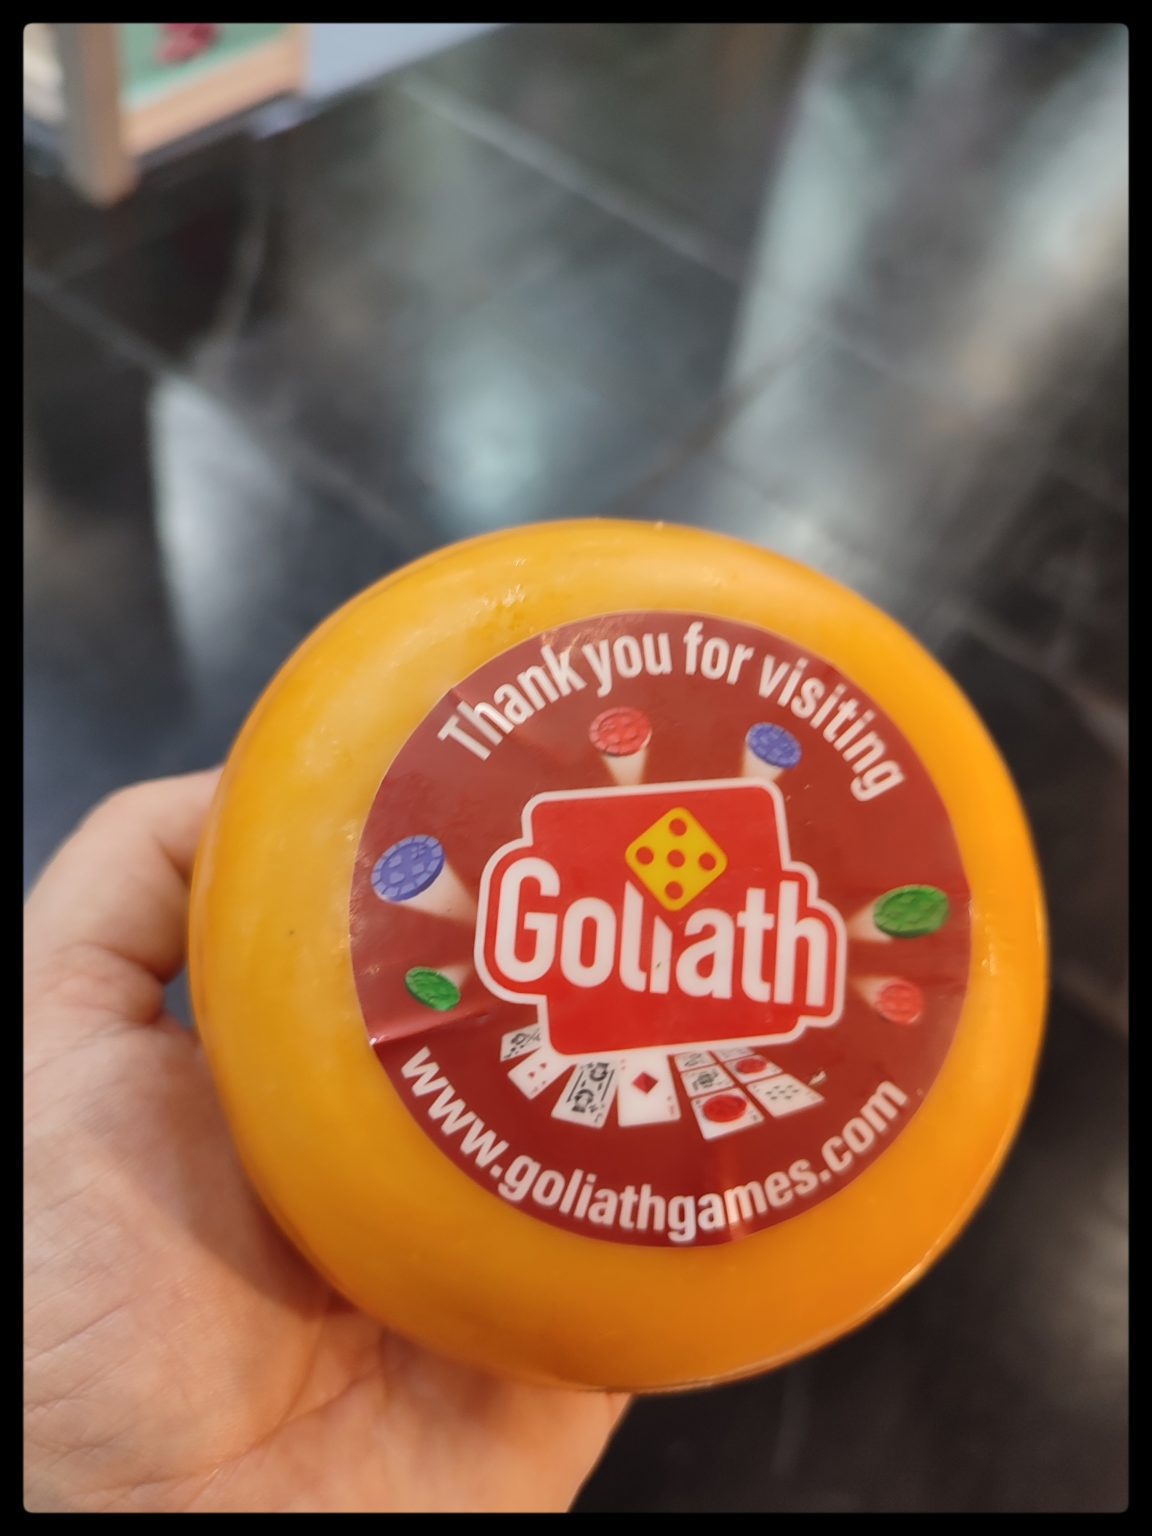 Thank you for visiting
Goliath
www.goliathgames.com